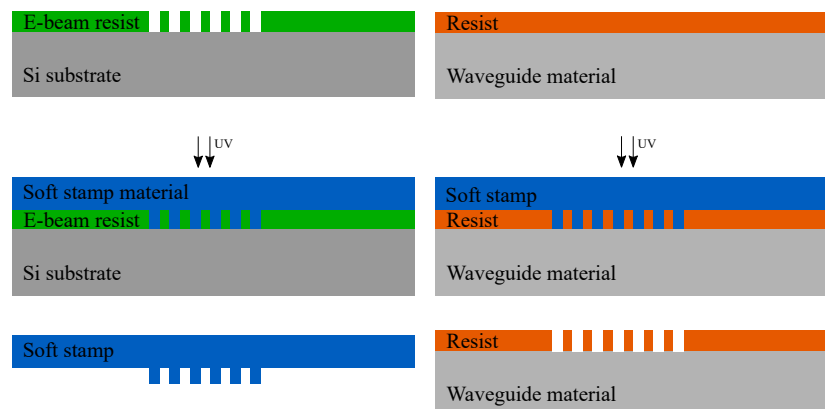 E-beam resist
Si substrate
UV
Soft stamp material
E-beam resist
Si substrate
Soft stamp
Resist
Waveguide material
UV
Soft stamp
Resist
Waveguide material
Resist
Waveguide material